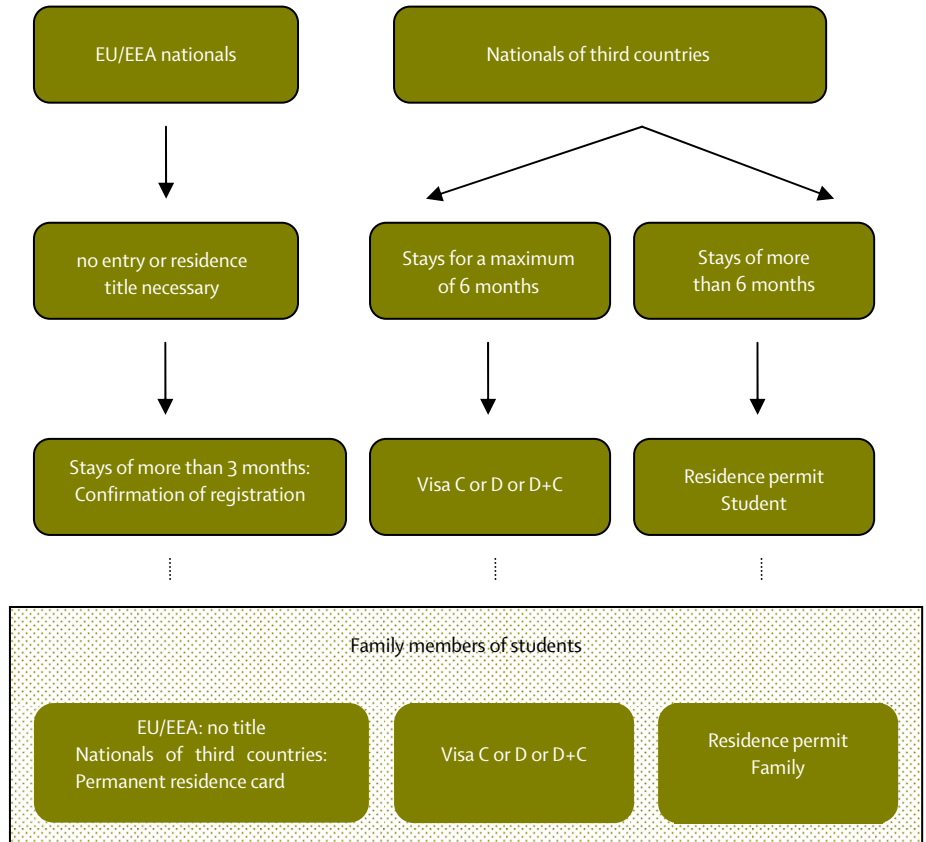 EU/EEA nationals
Nationals of third countries
no entry or residence
title necessary
Stays for a maximum
of 6 months
Stays of more
than 6 months
Stays of more than 3 months:
Confirmation of registration
Visa C or D or D+C
Residence permit
Student
Family members of students
EU/EEA: no title
Nationals of third countries:
Permanent residence card
Visa C or D or D+C
Residence permit
Family